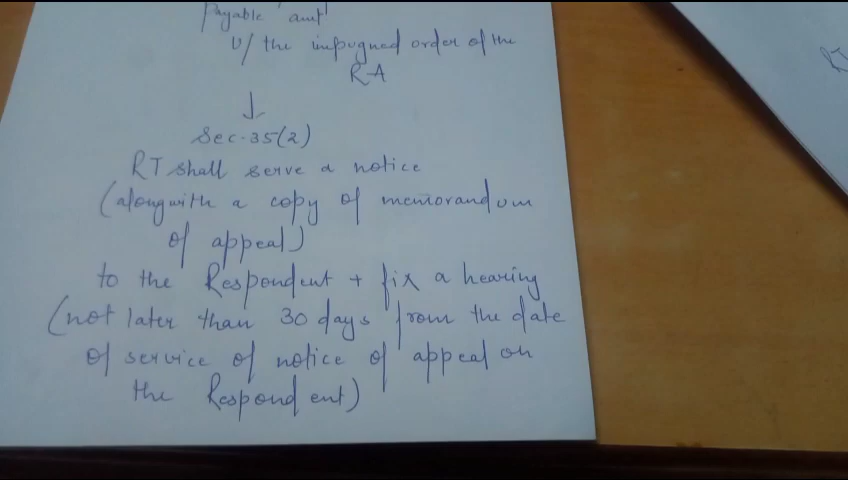 Payable amt
U/ the impugned order of the
RA
↓
Sec-35(2)
RT shall serve a notice
(alongwith a copy of memorandum
of appeal)
to the Respondent + fix a hearing
(not later than 30 days from the date
of service of notice of appeal on
the Respondent)
RT